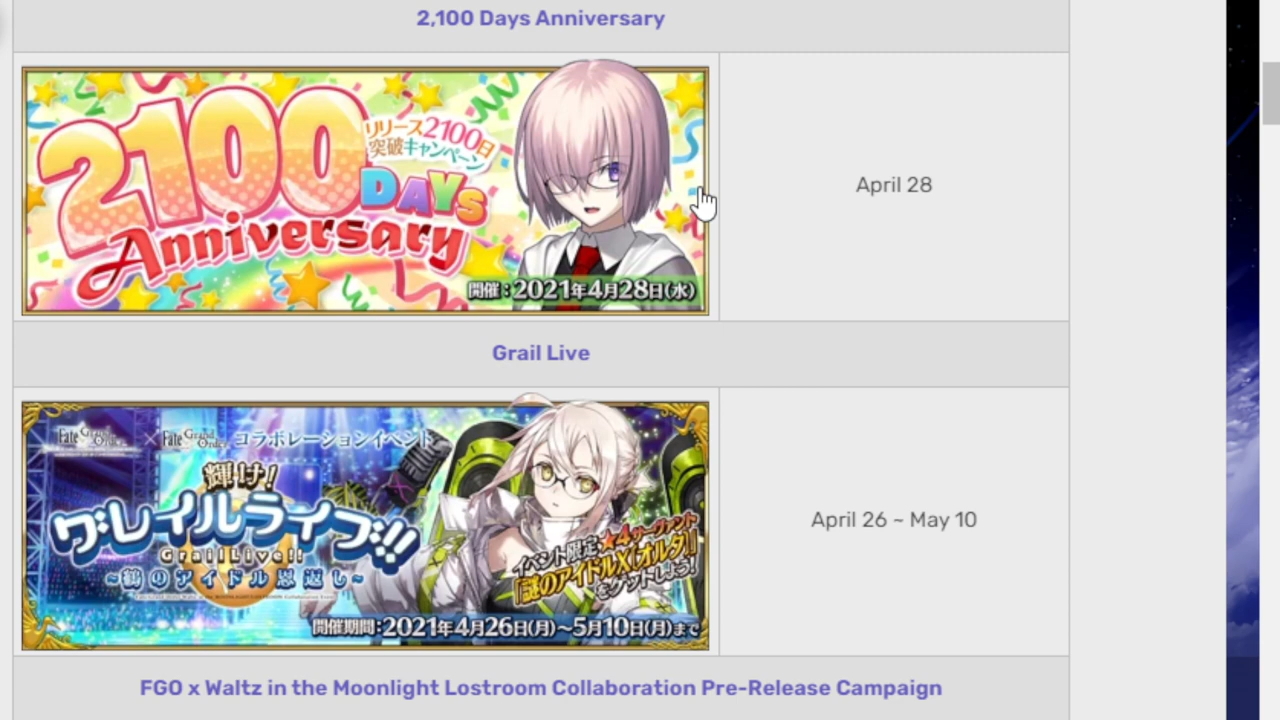 2,100 Days Anniversary
2100
リリース2100日
突破キャンペーン
DAYS
Anniversary
開催:2021年4月28日(水)
April 28
Grail Live
Fate Grand Order × Fate Grand Order コラボレーションイベント
輝け!
グレイルライブ!!!
GrailLive!!
~鶴のアイドル恩返し~
イベント限定★4サーヴァント
「謎のアイドルX〔オルタ〕」
をゲットしよう!
開催期間:2021年4月26日(月)~5月10日(月)まで
April 26 ~ May 10
FGO x Waltz in the Moonlight Lostroom Collaboration Pre-Release Campaign